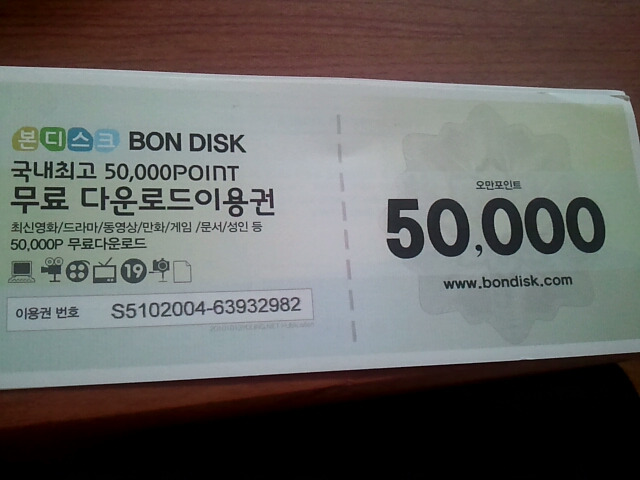 본디스크 BON DISK
국내최고 50,000POINT
무료 다운로드이용권
최신영화/드라마/동영상/만화/게임 /문서/성인 등
50,000P 무료다운로드
19
이용권 번호 S5102004-63932982
오만포인트
50,000
www.bondisk.com